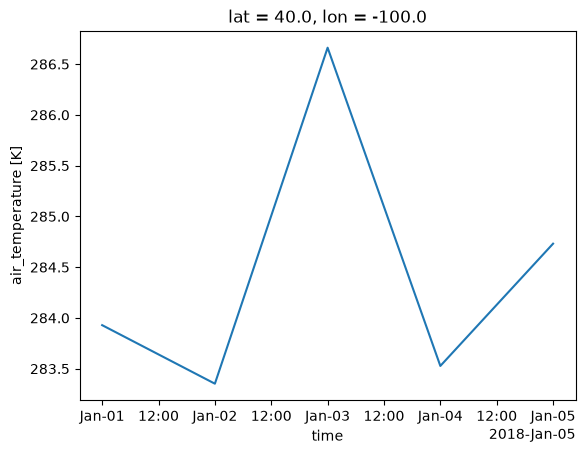 lat = 40.0, lon = -100.0
air_temperature [K]
286.5
286.0
285.5
285.0
284.5
284.0
283.5
Jan-01 12:00 Jan-02 12:00 Jan-03 12:00 Jan-04 12:00 Jan-05
time
2018-Jan-05